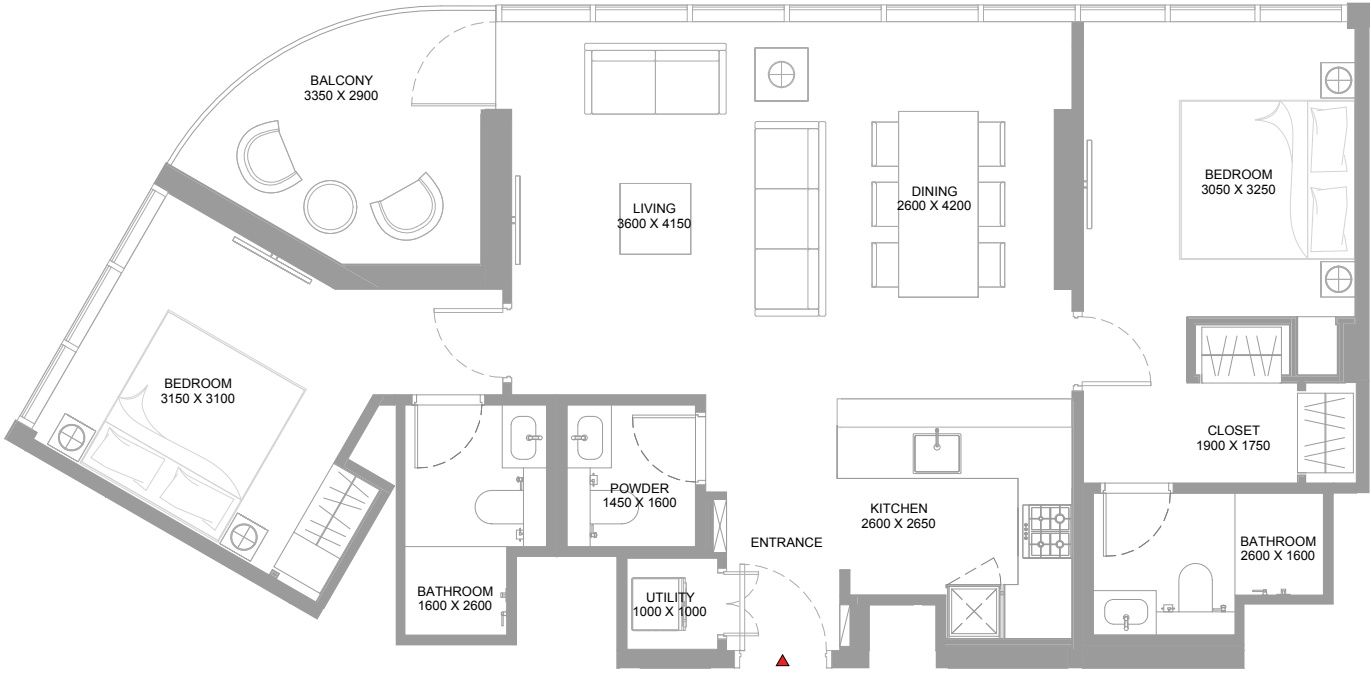 BALCONY
3350 X 2900
LIVING
3600 X 4150
DINING
2600 X 4200
BEDROOM
3050 X 3250
BEDROOM
3150 X 3100
CLOSET
1900 X 1750
POWDER
1450 X 1600
KITCHEN
2600 X 2650
ENTRANCE
BATHROOM
2600 X 1600
BATHROOM
1600 X 2600
UTILITY
1000 X 1000